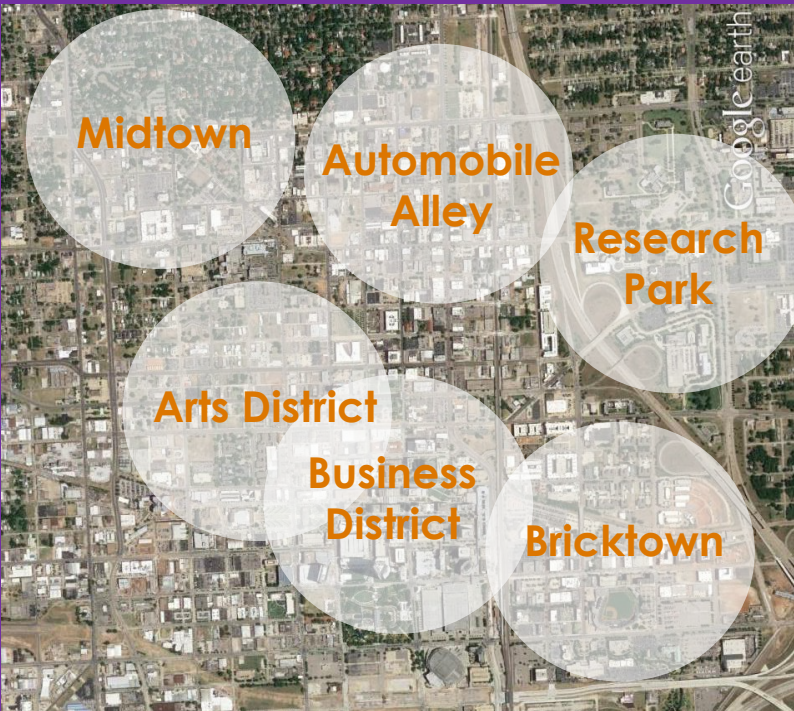 Midtown
Automobile
Alley
Research
Park
Arts District
Business
District
Bricktown
Google earth